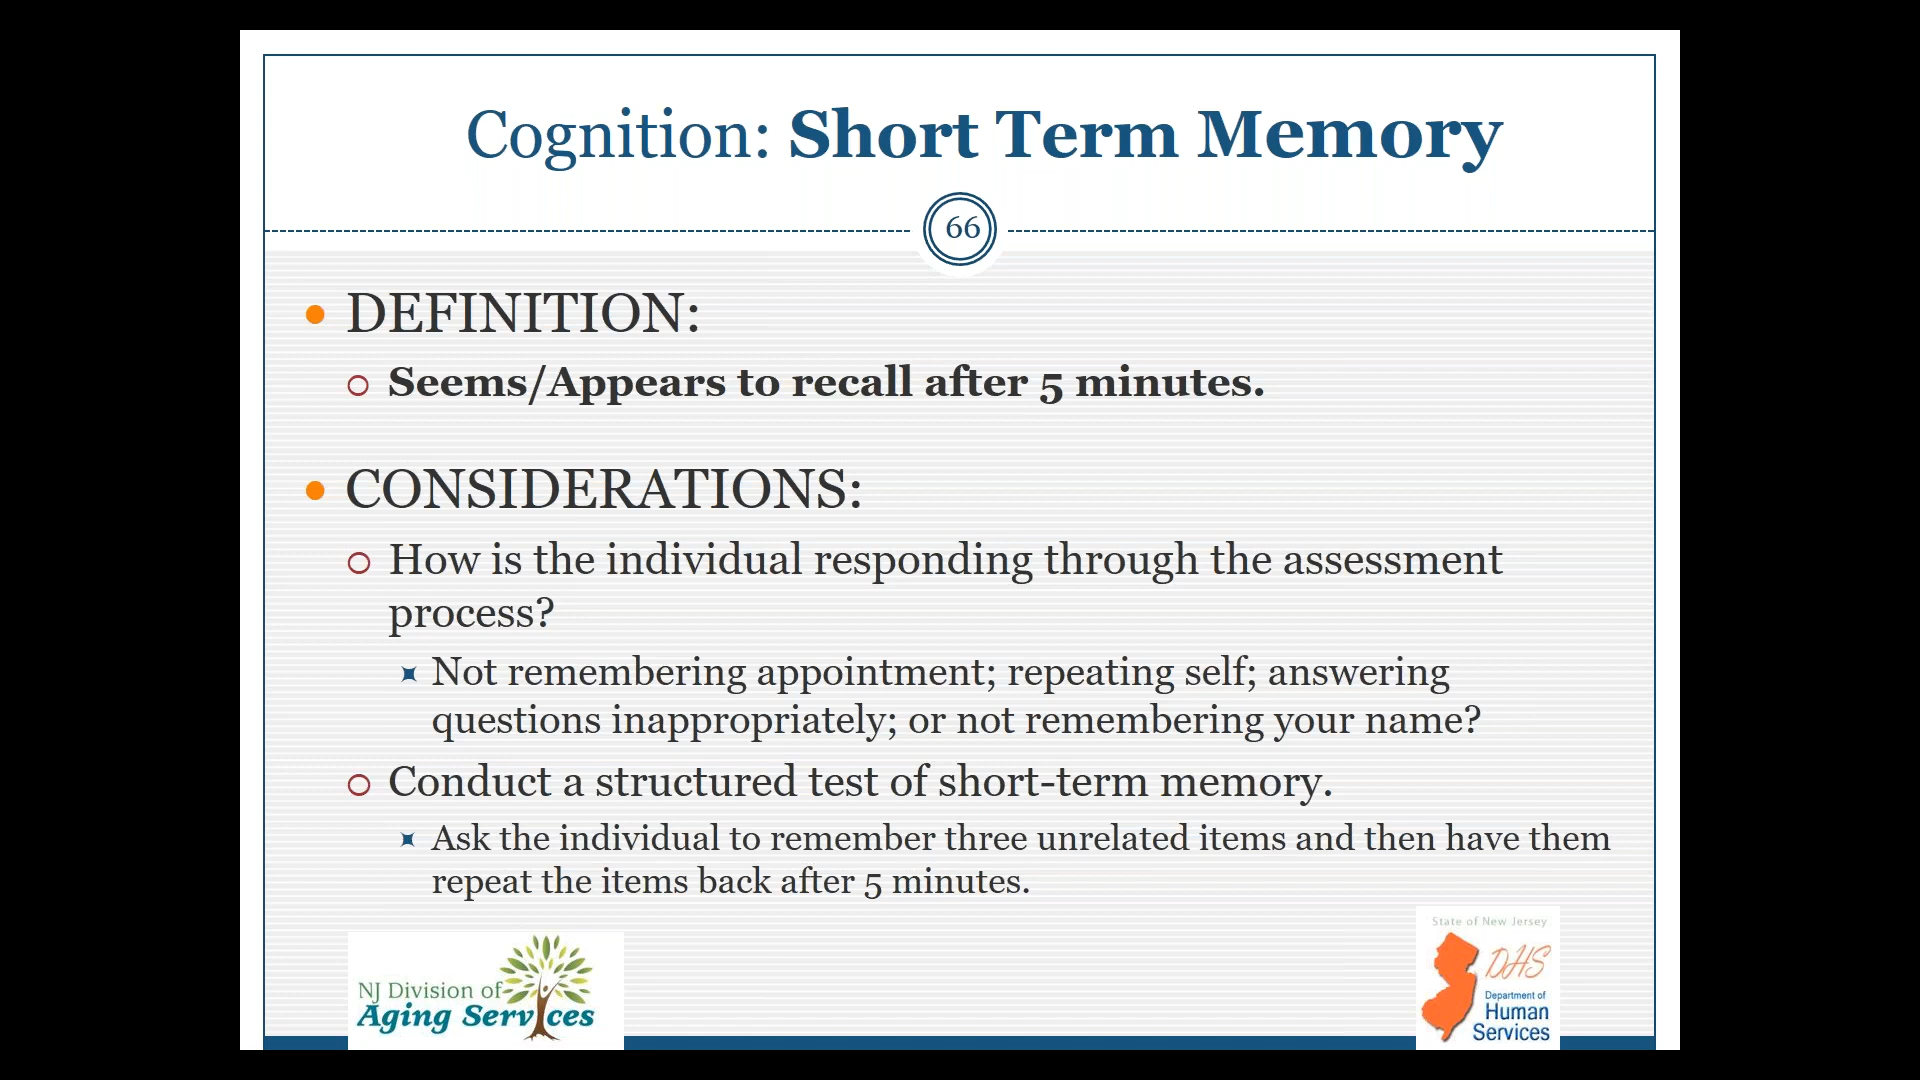 Cognition: Short Term Memory
66
DEFINITION:
Seems/Appears to recall after 5 minutes.
CONSIDERATIONS:
How is the individual responding through the assessment
process?
Not remembering appointment; repeating self; answering
questions inappropriately; or not remembering your name?
Conduct a structured test of short-term memory.
Ask the individual to remember three unrelated items and then have them
repeat the items back after 5 minutes.
NJ Division of
Aging Services
State of New Jersey
DHS
Department of
Human
Services